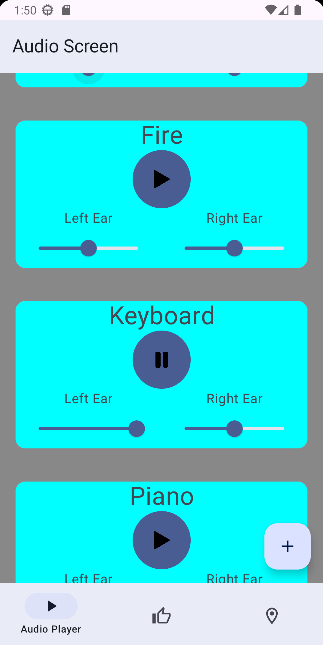 1:50
Audio Screen
Fire
Left Ear Right Ear
Keyboard
Left Ear Right Ear
Piano
Left Ear Right Ear
Audio Player